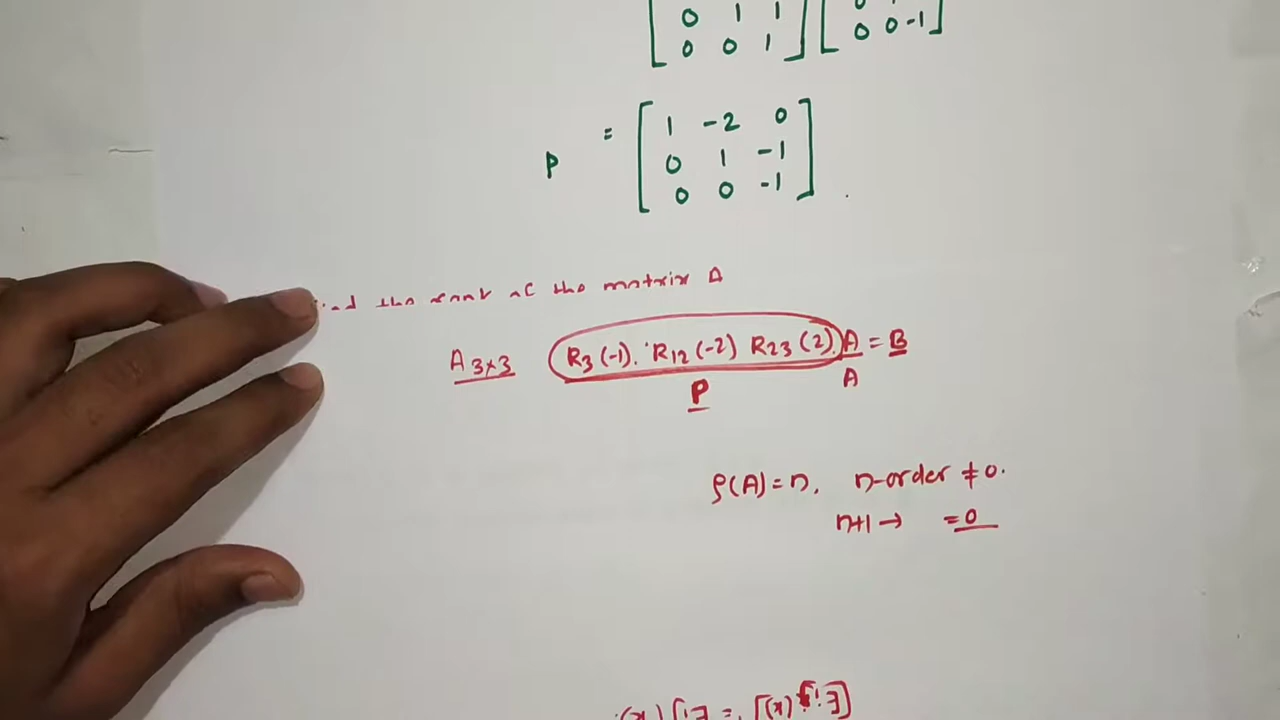 0 1 1
0 0 1
0 0 -1
P = 1 -2 0
0 1 -1
0 0 -1
the rank of the matrix A
A 3×3 R3(-1). R12(-2) R23(2). A = B
P A
ρ(A) = n, n-order ≠ 0.
n+1 → = 0